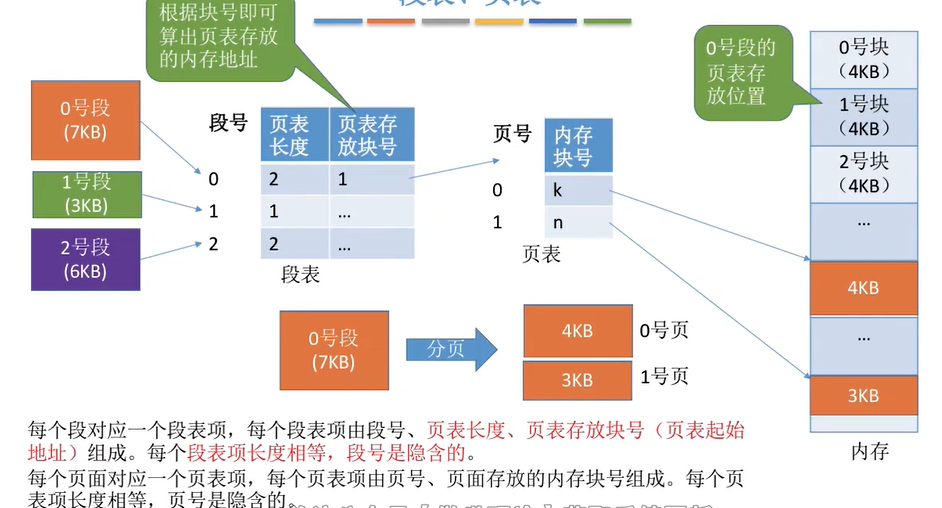 段表、页表
根据块号即可
算出页表存放
的内存地址
0号段的
页表存
放位置
0号段
(7KB)
1号段
(3KB)
2号段
(6KB)
段号
页表
长度
页表存
放块号
0
2
1
1
1
...
2
2
...
段表
页号
内存
块号
0
k
1
n
页表
0号块
（4KB）
1号块
（4KB）
2号块
（4KB）
...
4KB
...
3KB
内存
0号段
(7KB)
分页
4KB
0号页
3KB
1号页
每个段对应一个段表项，每个段表项由段号、页表长度、页表存放块号（页表起始
地址）组成。每个段表项长度相等，段号是隐含的。
每个页面对应一个页表项，每个页表项由页号、页面存放的内存块号组成。每个页
表项长度相等，页号是隐含的。